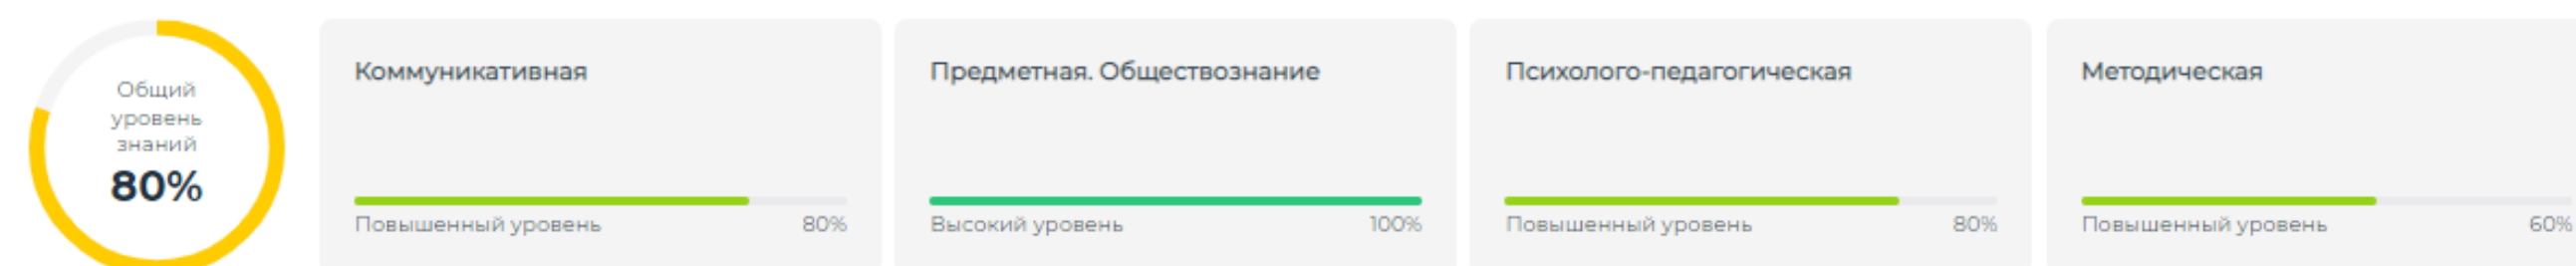 Общий
уровень
знаний
80%
Коммуникативная
Повышенный уровень 80%
Предметная. Обществознание
Высокий уровень 100%
Психолого-педагогическая
Повышенный уровень 80%
Методическая
Повышенный уровень 60%